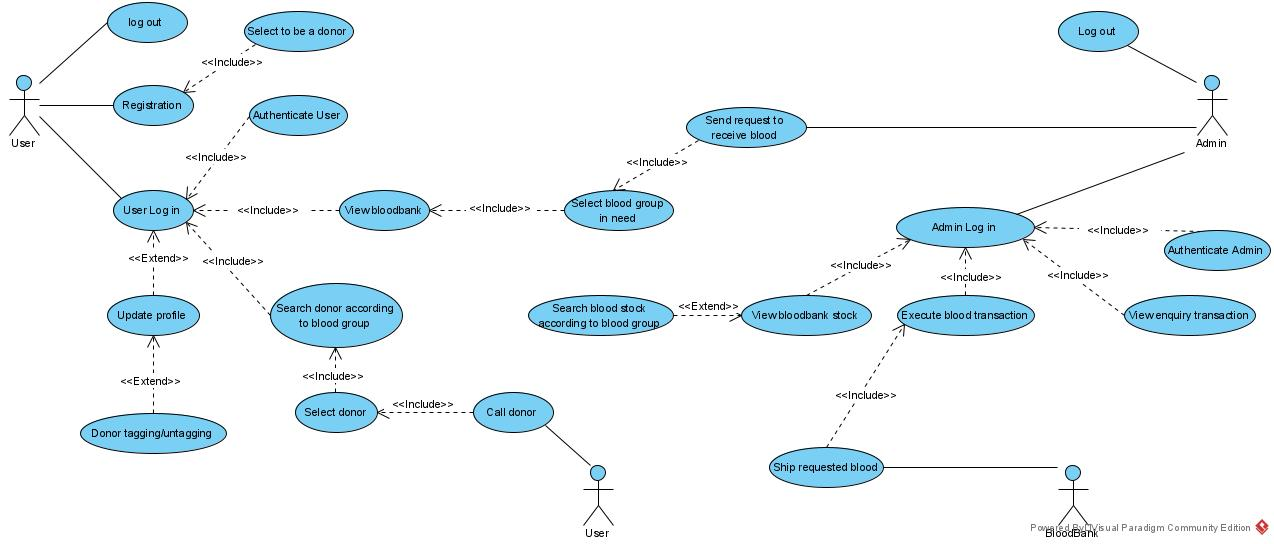 log out
Select to be a donor
Log out
<<Include>>
Registration
Authenticate User
User
Send request to
receive blood
Admin
<<Include>>
<<Include>>
User Log in
<<Include>>
View bloodbank
<<Include>>
Select blood group
in need
Admin Log in
<<Include>>
Authenticate Admin
<<Extend>>
<<Include>>
<<Include>>
<<Include>>
<<Include>>
Update profile
Search donor according
to blood group
Search blood stock
according to blood group
<<Extend>>
View bloodbank stock
Execute blood transaction
View enquiry transaction
<<Extend>>
<<Include>>
<<Include>>
Donor tagging/untagging
Select donor
<<Include>>
Call donor
Ship requested blood
User
BloodBank
Powered By Visual Paradigm Community Edition